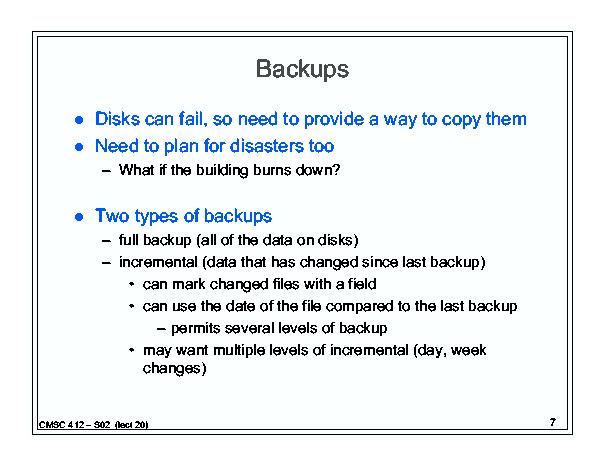 Backups
● Disks can fail, so need to provide a way to copy them
● Need to plan for disasters too
– What if the building burns down?
● Two types of backups
– full backup (all of the data on disks)
– incremental (data that has changed since last backup)
• can mark changed files with a field
• can use the date of the file compared to the last backup
– permits several levels of backup
• may want multiple levels of incremental (day, week
changes)
CMSC 412 – S02 (lect 20)
7